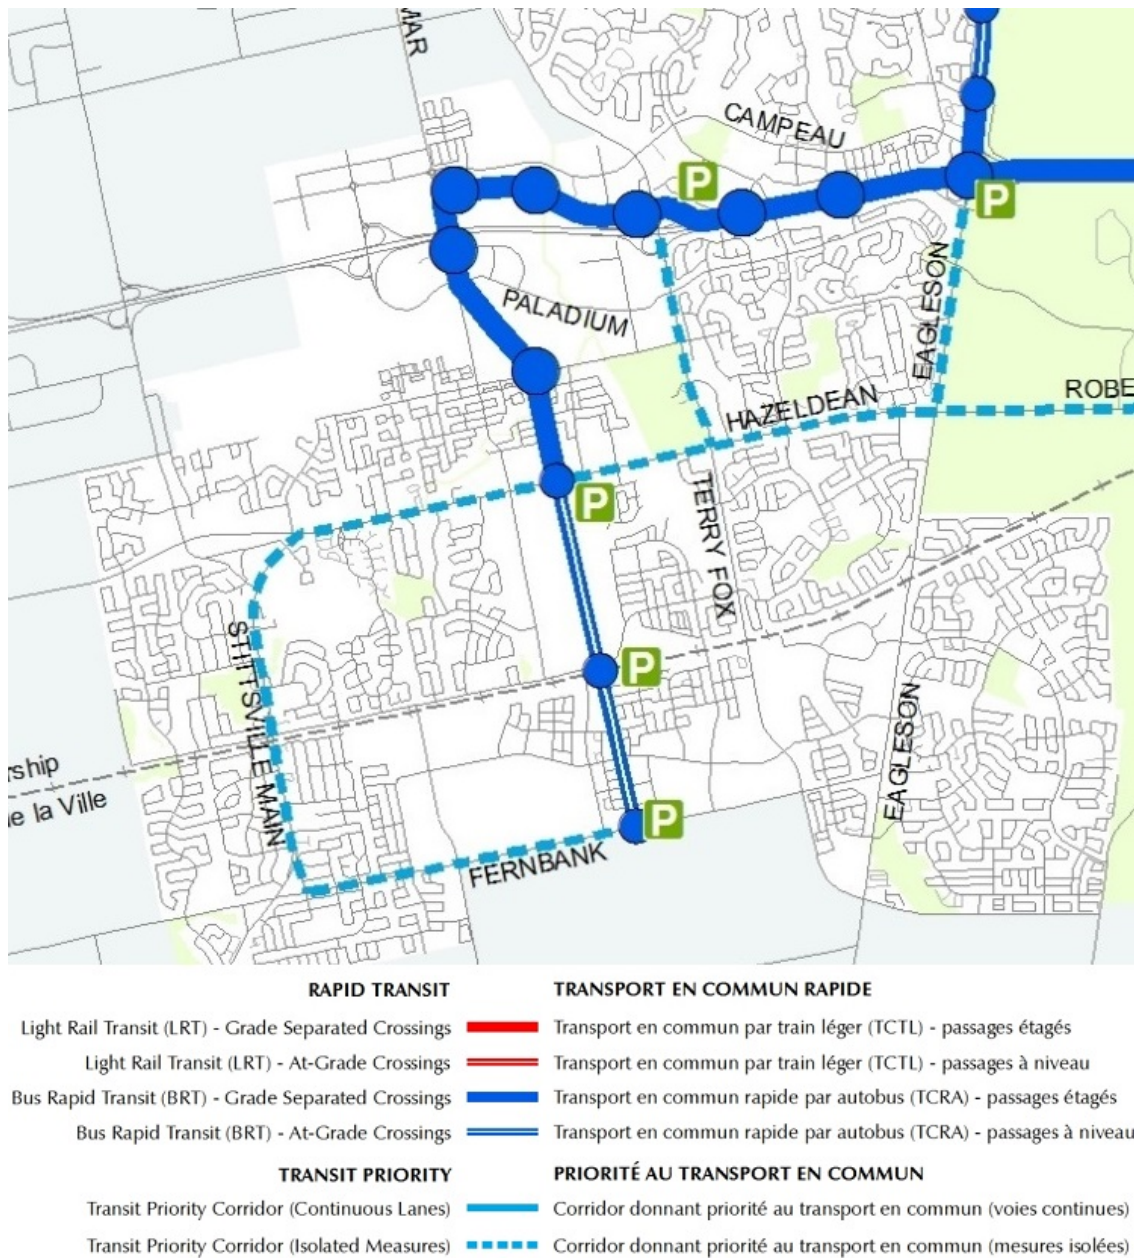 MAR
CAMPEAU
P
P
EAGLESON
PALADIUM
ROBE
HAZELDEAN
P
TERRY FOX
STITTSVILLE MAIN
P
EAGLESON
rship
e la Ville
P
FERNBANK
RAPID TRANSIT TRANSPORT EN COMMUN RAPIDE
Light Rail Transit (LRT) - Grade Separated Crossings Transport en commun par train léger (TCTL) - passages étagés
Light Rail Transit (LRT) - At-Grade Crossings Transport en commun par train léger (TCTL) - passages à niveau
Bus Rapid Transit (BRT) - Grade Separated Crossings Transport en commun rapide par autobus (TCRA) - passages étagés
Bus Rapid Transit (BRT) - At-Grade Crossings Transport en commun rapide par autobus (TCRA) - passages à niveau
TRANSIT PRIORITY PRIORITÉ AU TRANSPORT EN COMMUN
Transit Priority Corridor (Continuous Lanes) Corridor donnant priorité au transport en commun (voies continues)
Transit Priority Corridor (Isolated Measures) Corridor donnant priorité au transport en commun (mesures isolées)